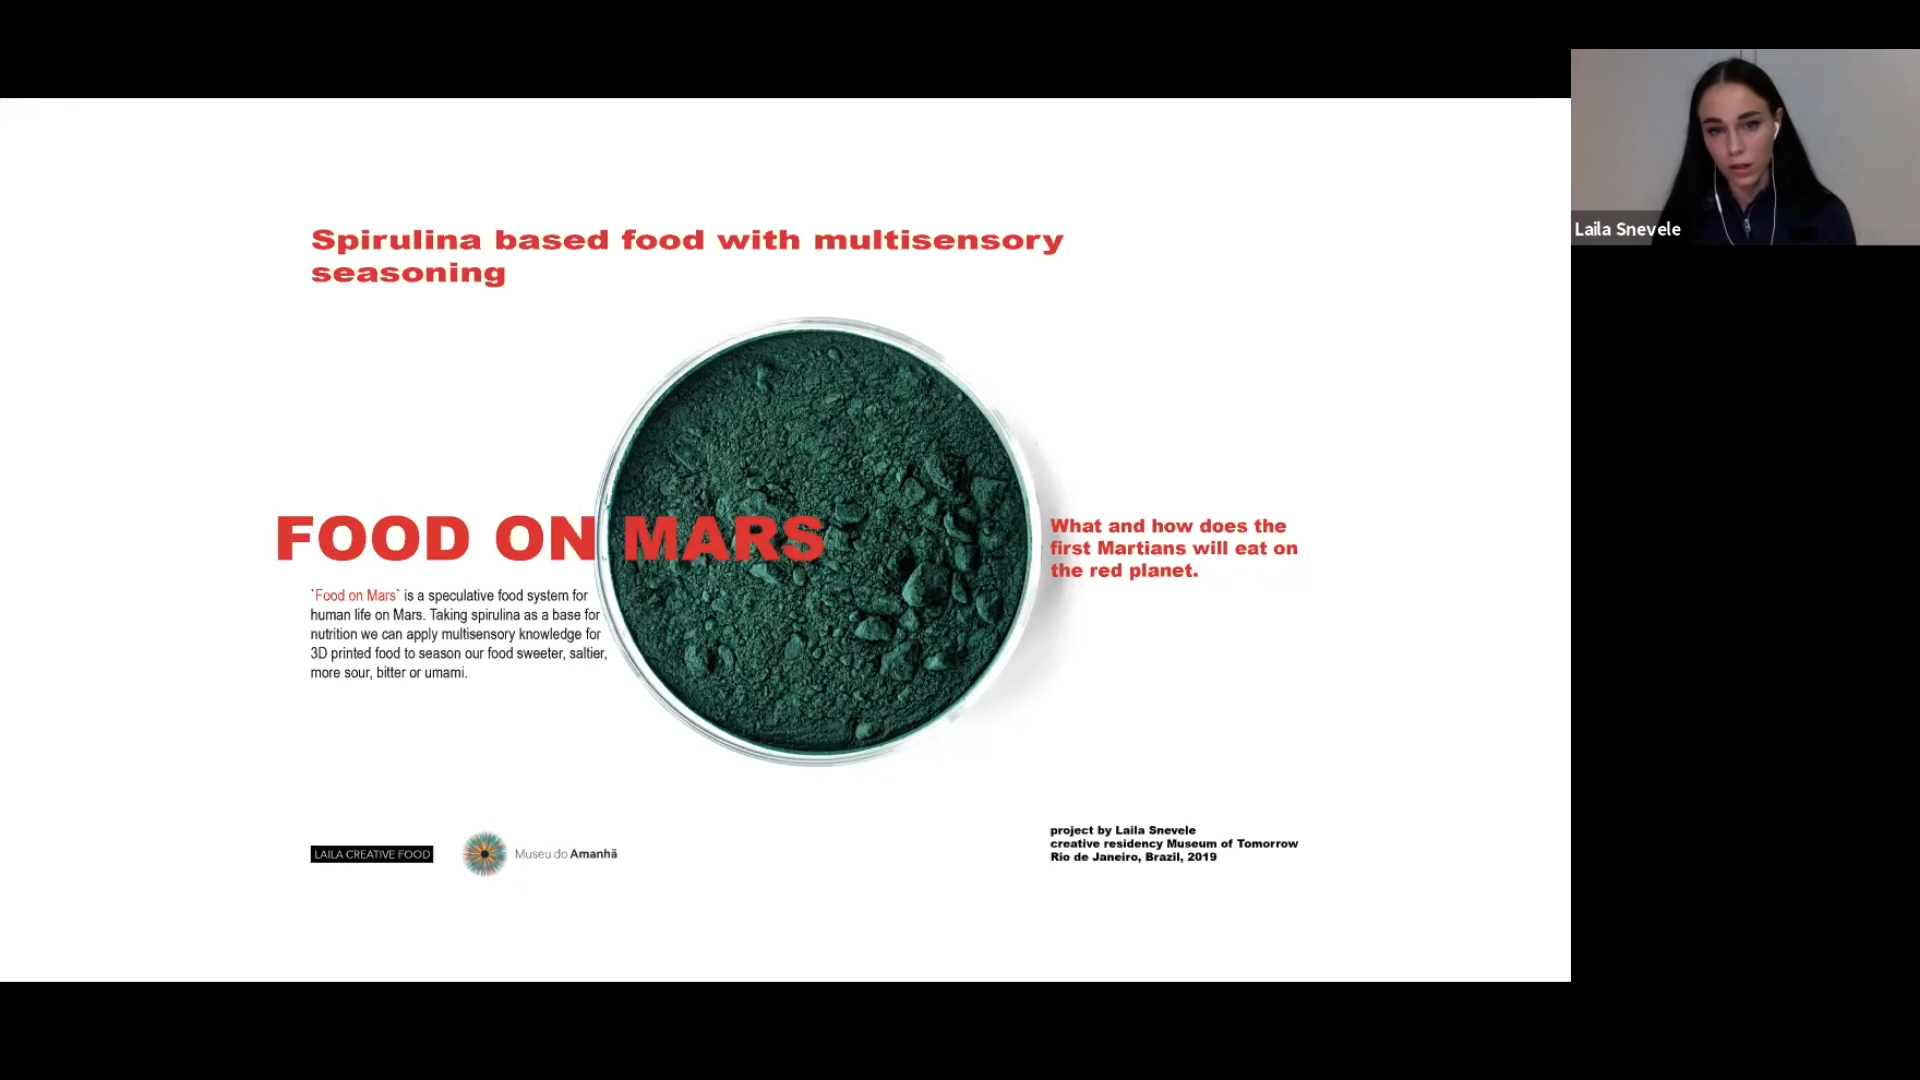 Spirulina based food with multisensory
seasoning
FOOD ON MARS
`Food on Mars` is a speculative food system for
human life on Mars. Taking spirulina as a base for
nutrition we can apply multisensory knowledge for
3D printed food to season our food sweeter, saltier,
more sour, bitter or umami.
What and how does the
first Martians will eat on
the red planet.
LAILA CREATIVE FOOD
Museu do Amanhã
project by Laila Snevele
creative residency Museum of Tomorrow
Rio de Janeiro, Brazil, 2019
Laila Snevele